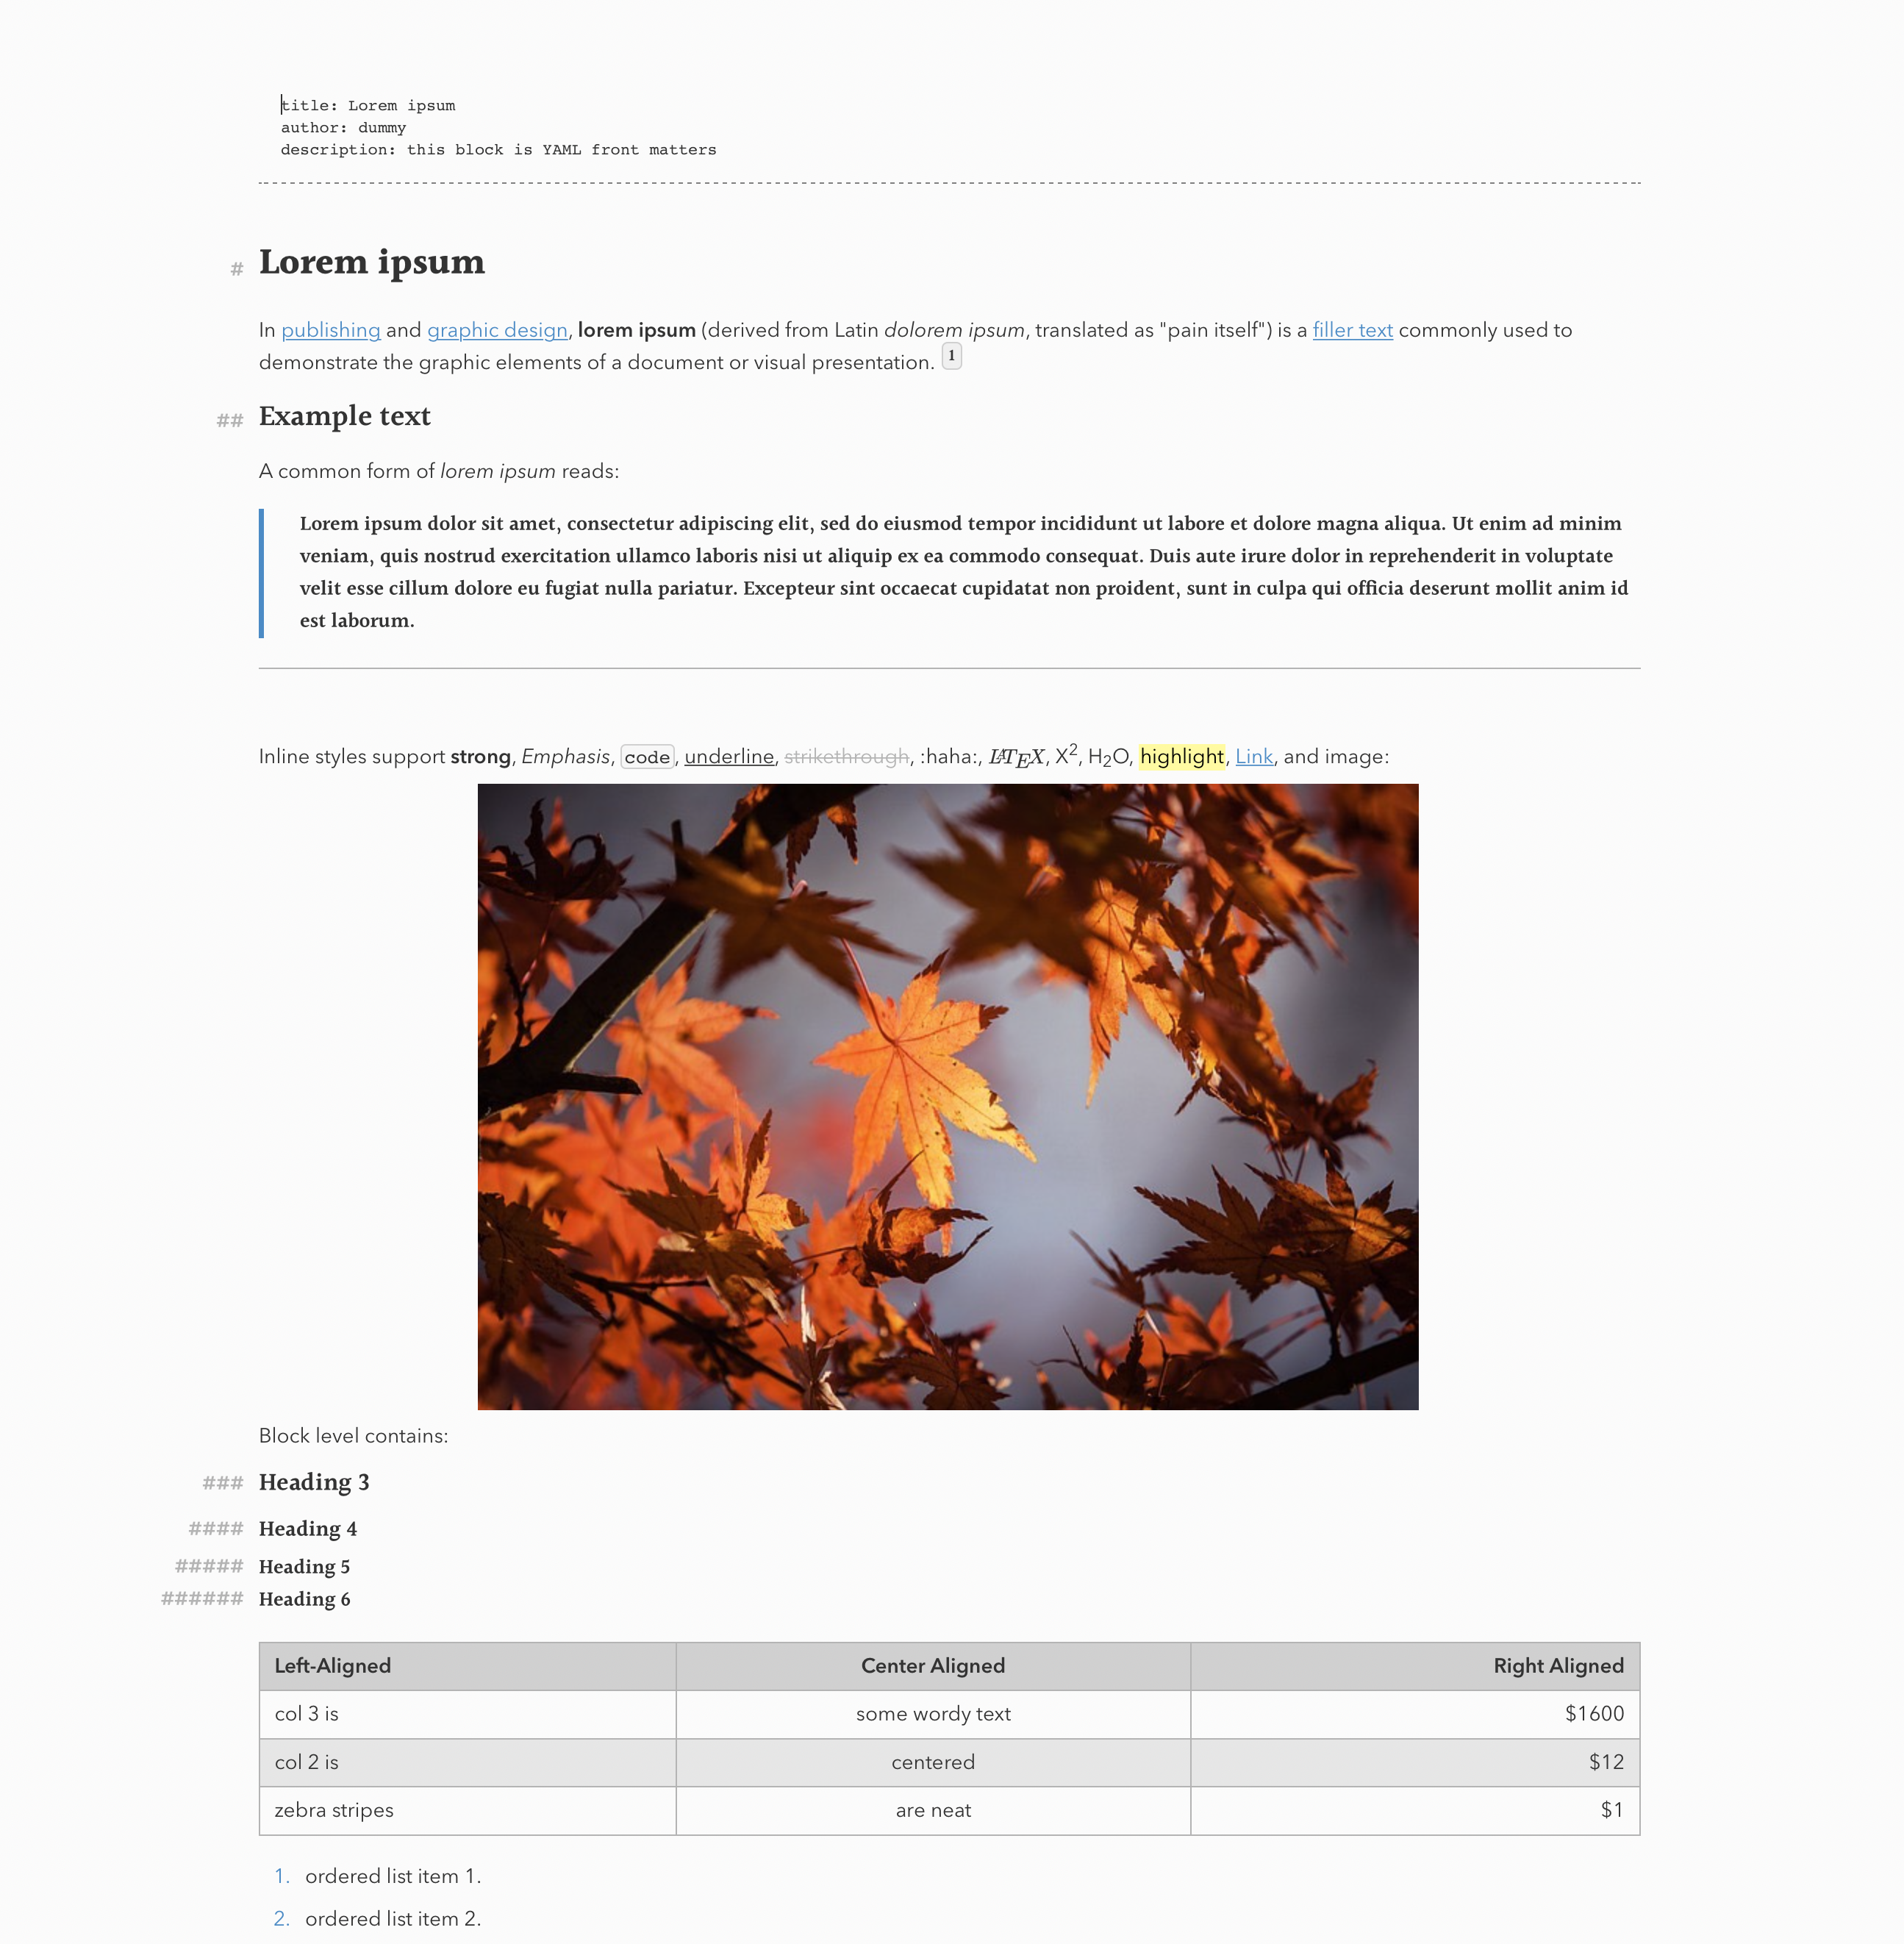 title: Lorem ipsum
author: dummy
description: this block is YAML front matters
# Lorem ipsum
In publishing and graphic design, lorem ipsum (derived from Latin dolorem ipsum, translated as "pain itself") is a filler text commonly used to
demonstrate the graphic elements of a document or visual presentation. 1
## Example text
A common form of lorem ipsum reads:
Lorem ipsum dolor sit amet, consectetur adipiscing elit, sed do eiusmod tempor incididunt ut labore et dolore magna aliqua. Ut enim ad minim
veniam, quis nostrud exercitation ullamco laboris nisi ut aliquip ex ea commodo consequat. Duis aute irure dolor in reprehenderit in voluptate
velit esse cillum dolore eu fugiat nulla pariatur. Excepteur sint occaecat cupidatat non proident, sunt in culpa qui officia deserunt mollit anim id
est laborum.
Inline styles support strong, Emphasis, code, underline, strikethrough, :haha:, LATEX, X², H₂O, highlight, Link, and image:
Block level contains:
### Heading 3
#### Heading 4
##### Heading 5
###### Heading 6
Left-Aligned Center Aligned Right Aligned
col 3 is some wordy text $1600
col 2 is centered $12
zebra stripes are neat $1
1. ordered list item 1.
2. ordered list item 2.